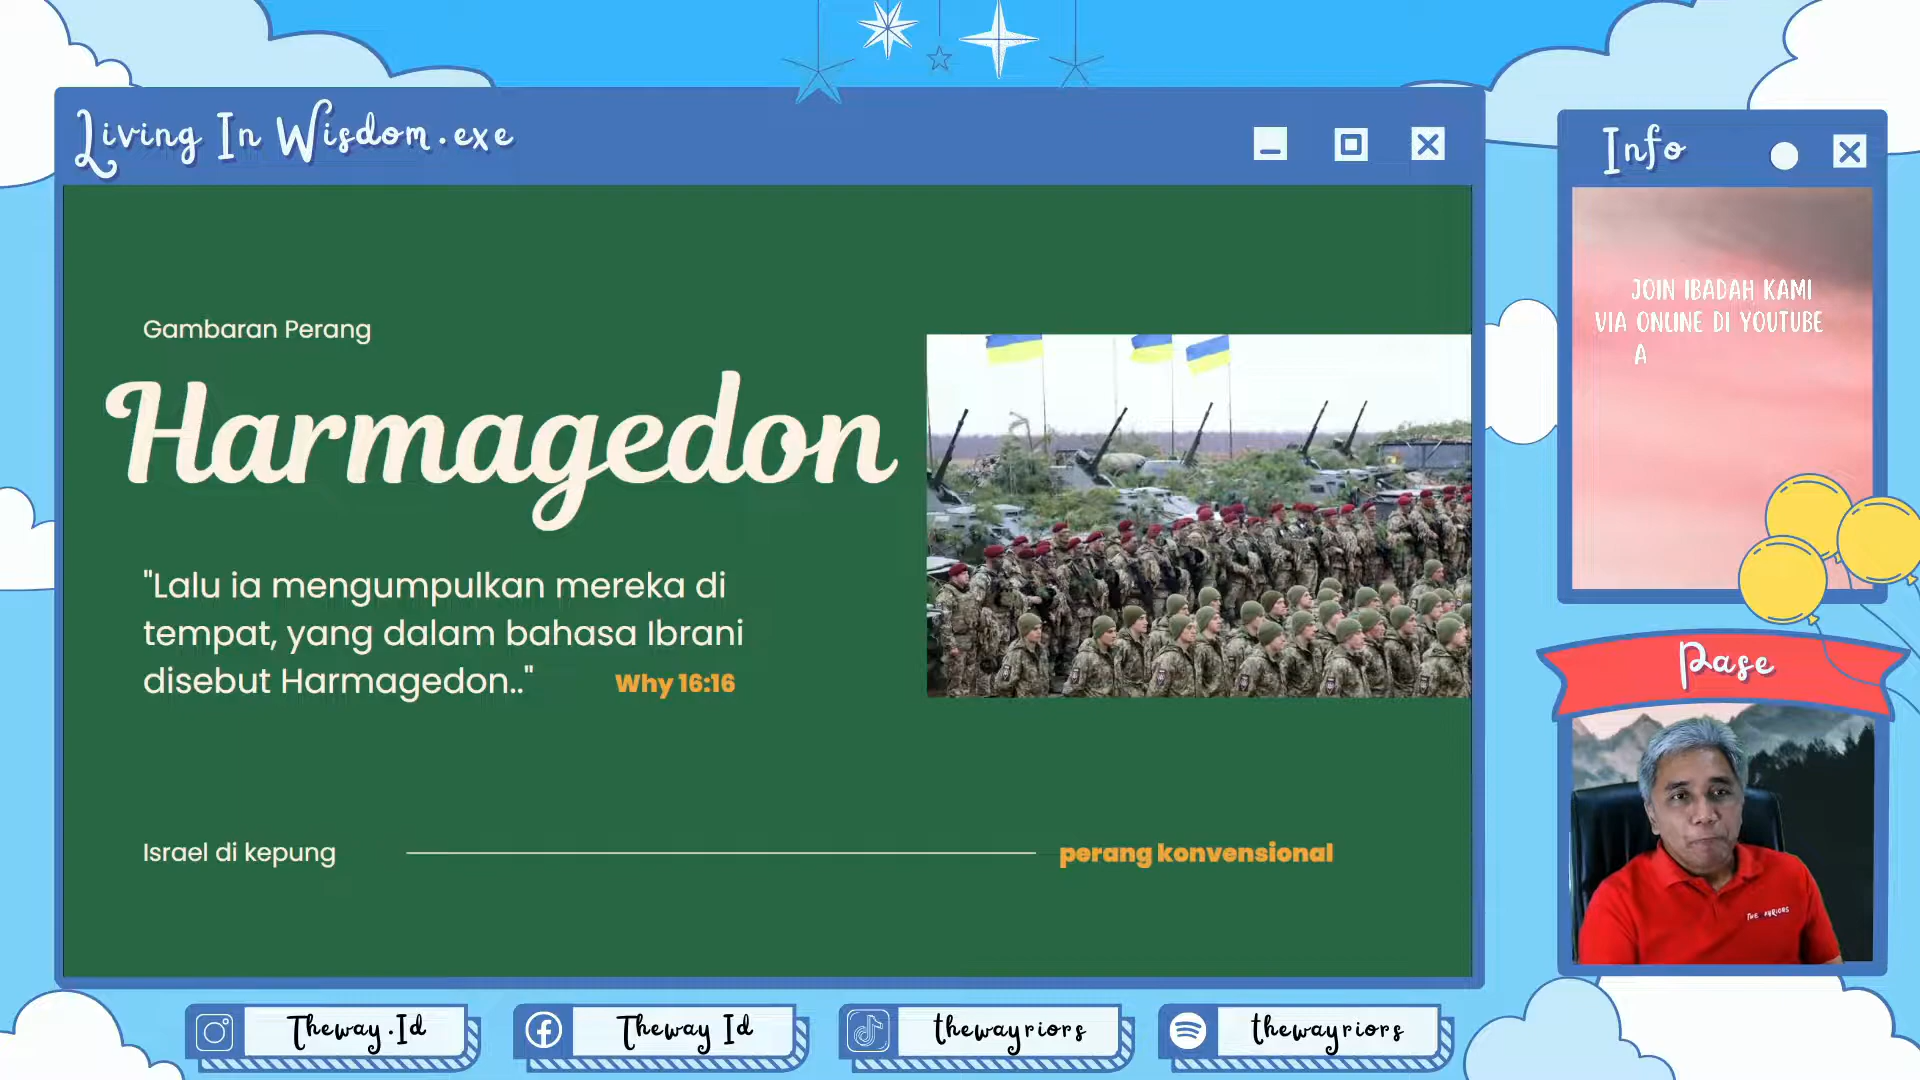 Living In Wisdom.exe
Info
JOIN IBADAH KAMI
VIA ONLINE DI YOUTUBE
A
Gambaran Perang
Harmagedon
"Lalu ia mengumpulkan mereka di
tempat, yang dalam bahasa Ibrani
disebut Harmagedon.."
Why 16:16
Israel di kepung
perang konvensional
Pase
THEWAYRIORS
Theway.Id
Theway Id
thewayriors
thewayriors